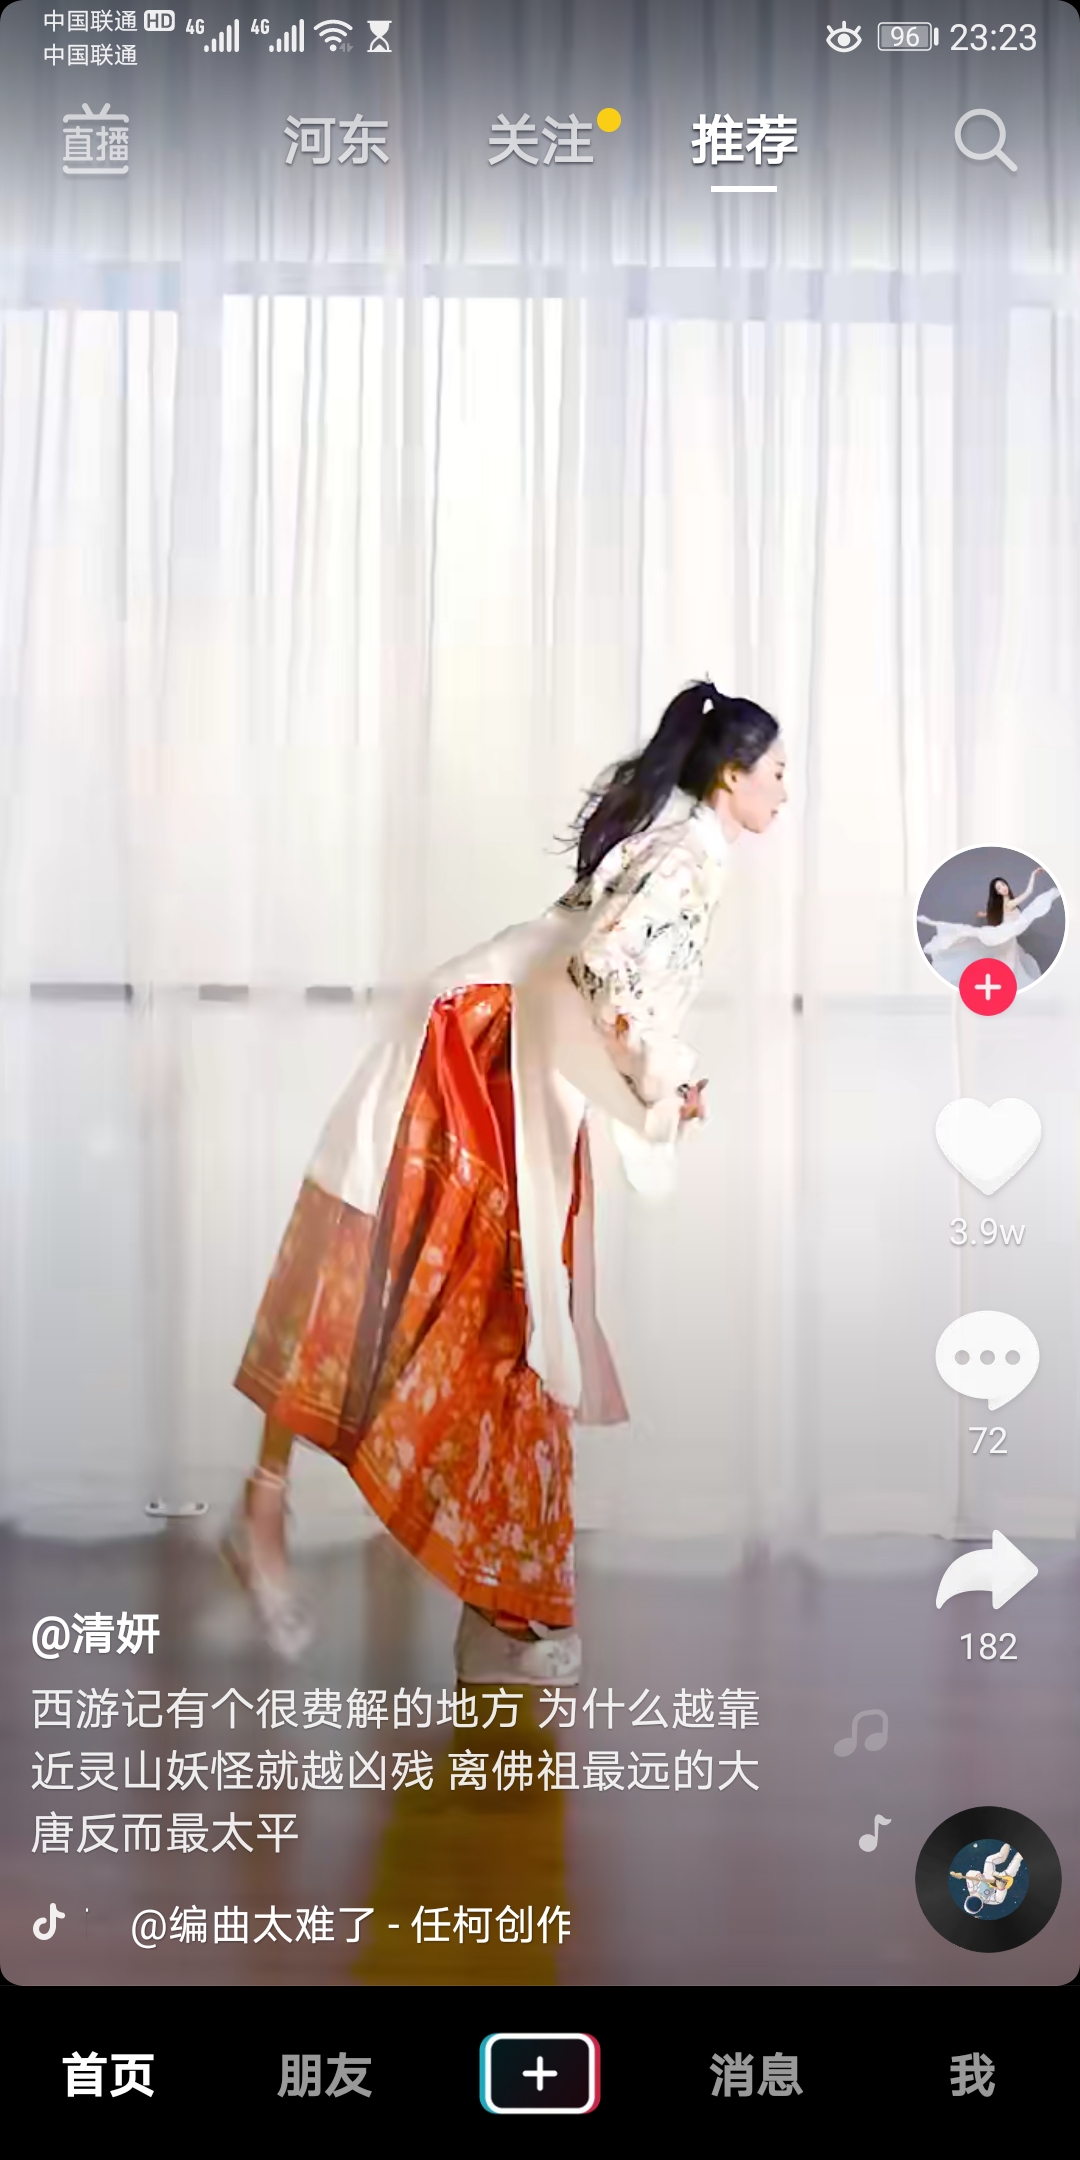 中国联通 HD 4G 4G 96 23:23
中国联通
直播 河东 关注 推荐
3.9w
72
182
@清妍
西游记有个很费解的地方 为什么越靠
近灵山妖怪就越凶残 离佛祖最远的大
唐反而最太平
@编曲太难了 - 任柯创作
首页 朋友 消息 我